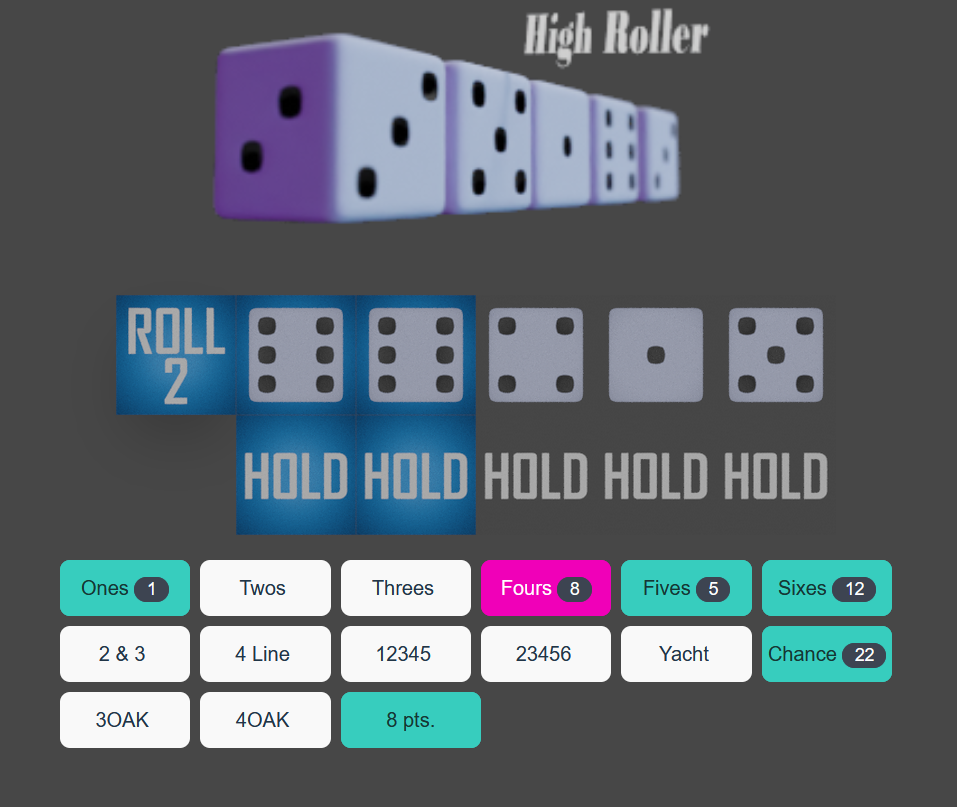 High Roller
ROLL
2
HOLD HOLD HOLD HOLD HOLD
Ones 1 Twos Threes Fours 8 Fives 5 Sixes 12
2 & 3 4 Line 12345 23456 Yacht Chance 22
3OAK 4OAK 8 pts.